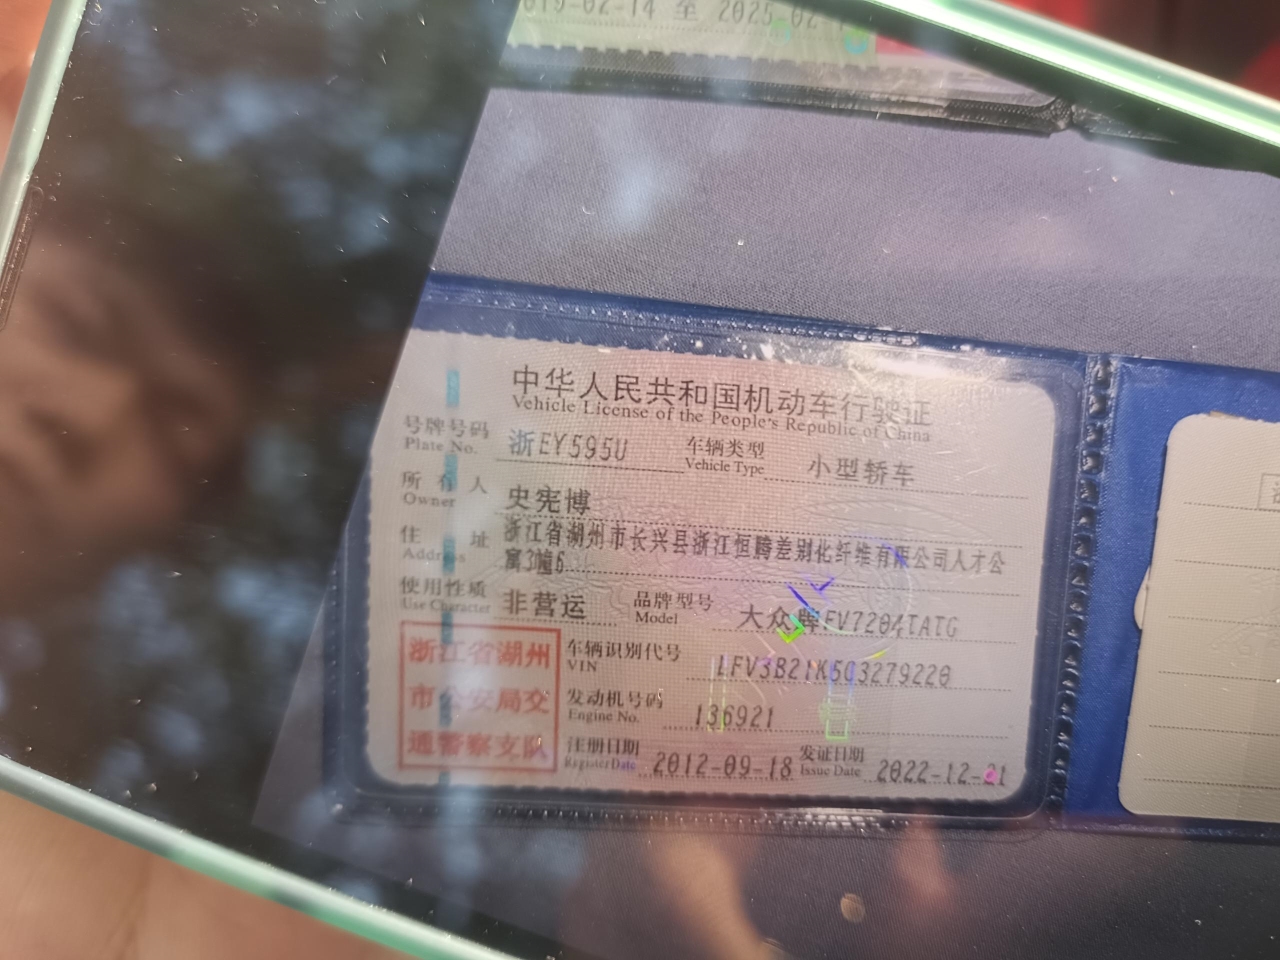 019-02-14 至 2025-02-
中华人民共和国机动车行驶证
Vehicle License of the People's Republic of China
号牌号码 浙EY595U 车辆类型 小型轿车
Plate No. Vehicle Type
所有人 史宪博
Owner
住址 浙江省湖州市长兴县浙江恒腾差别化纤维有限公司人才公
Address 寓3幢6
使用性质 非营运 品牌型号 大众牌FV7204TATG
Use Character Model
浙江省湖州
市公安局交
通警察支队
车辆识别代号 LFV3B21K5C3279220
VIN
发动机号码 136921
Engine No.
注册日期 2012-09-18 发证日期 2022-12-21
Register Date Issue Date